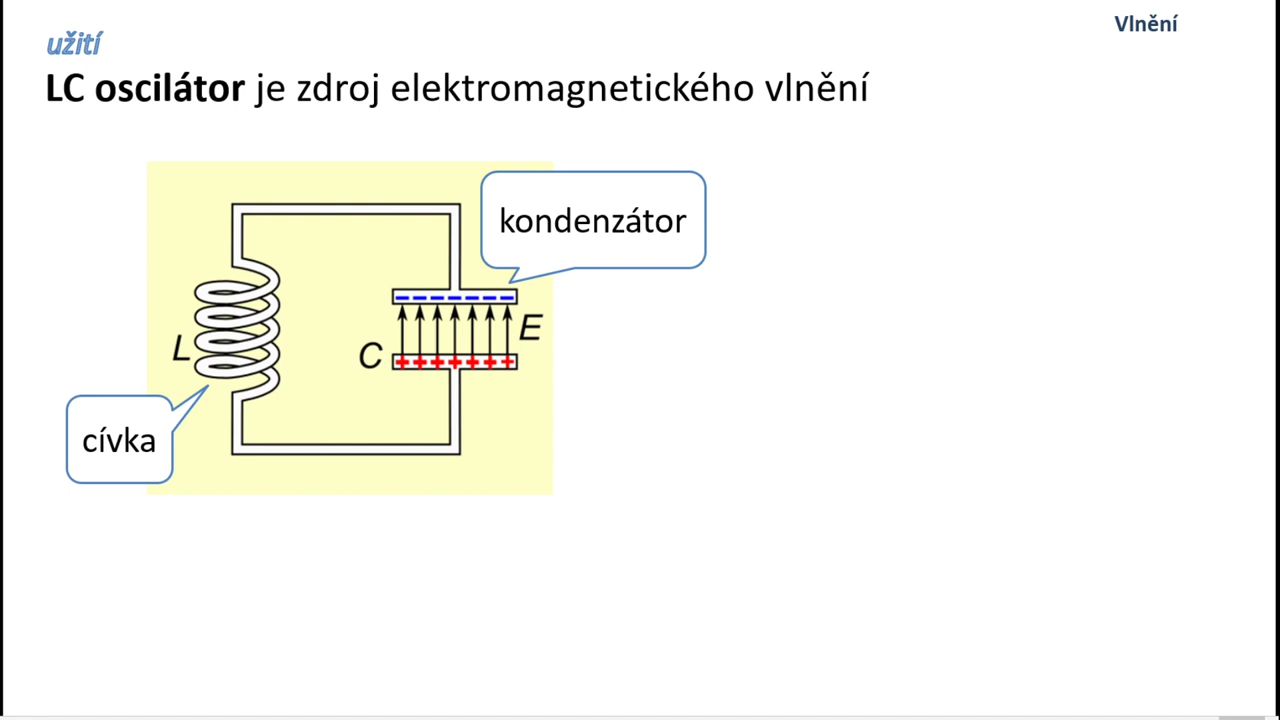 Vlnění
užití
LC oscilátor je zdroj elektromagnetického vlnění
kondenzátor
E
L
C
cívka